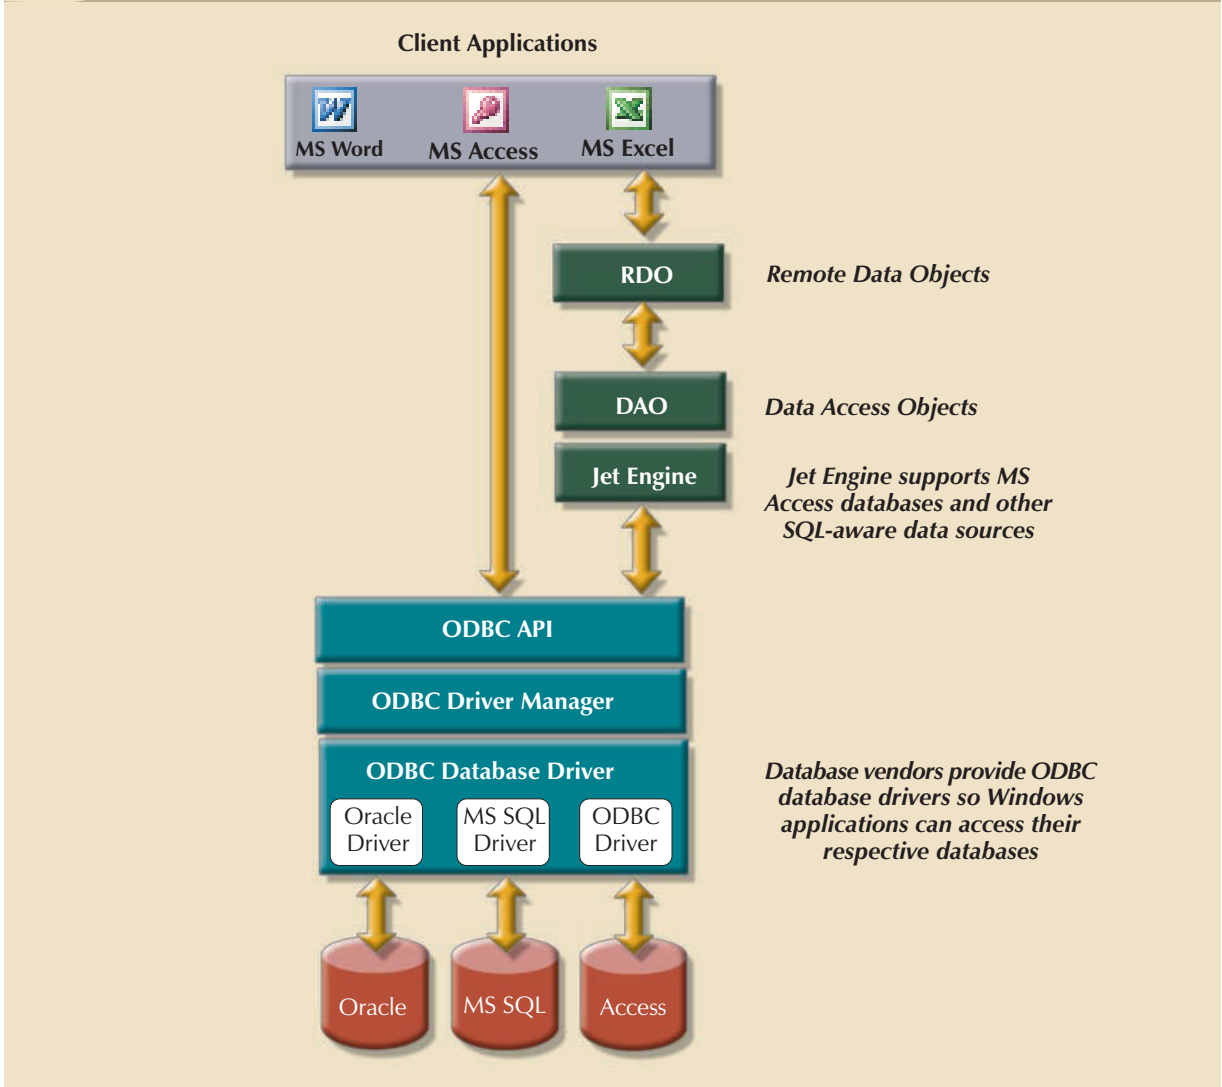 Client Applications
MS Word
MS Access
MS Excel
RDO
Remote Data Objects
DAO
Data Access Objects
Jet Engine
Jet Engine supports MS
Access databases and other
SQL-aware data sources
ODBC API
ODBC Driver Manager
ODBC Database Driver
Oracle
Driver
MS SQL
Driver
ODBC
Driver
Database vendors provide ODBC
database drivers so Windows
applications can access their
respective databases
Oracle
MS SQL
Access